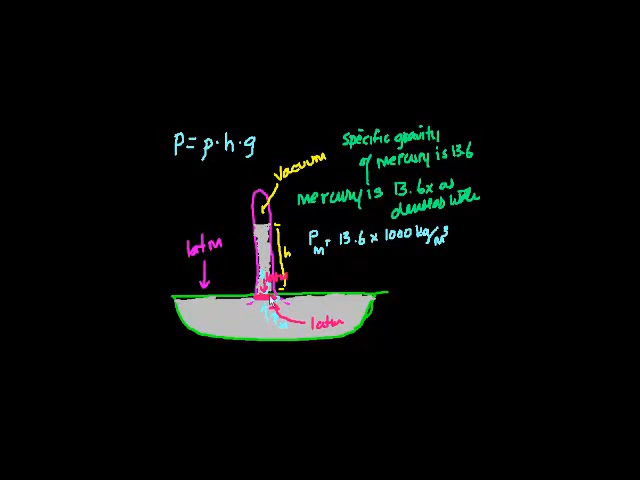 P = ρ·h·g
Vacuum
specific gravity
of mercury is 13.6
mercury is 13.6x as
dense as
ρM = 13.6 x 1000 kg/m³
1atm
h
1atm